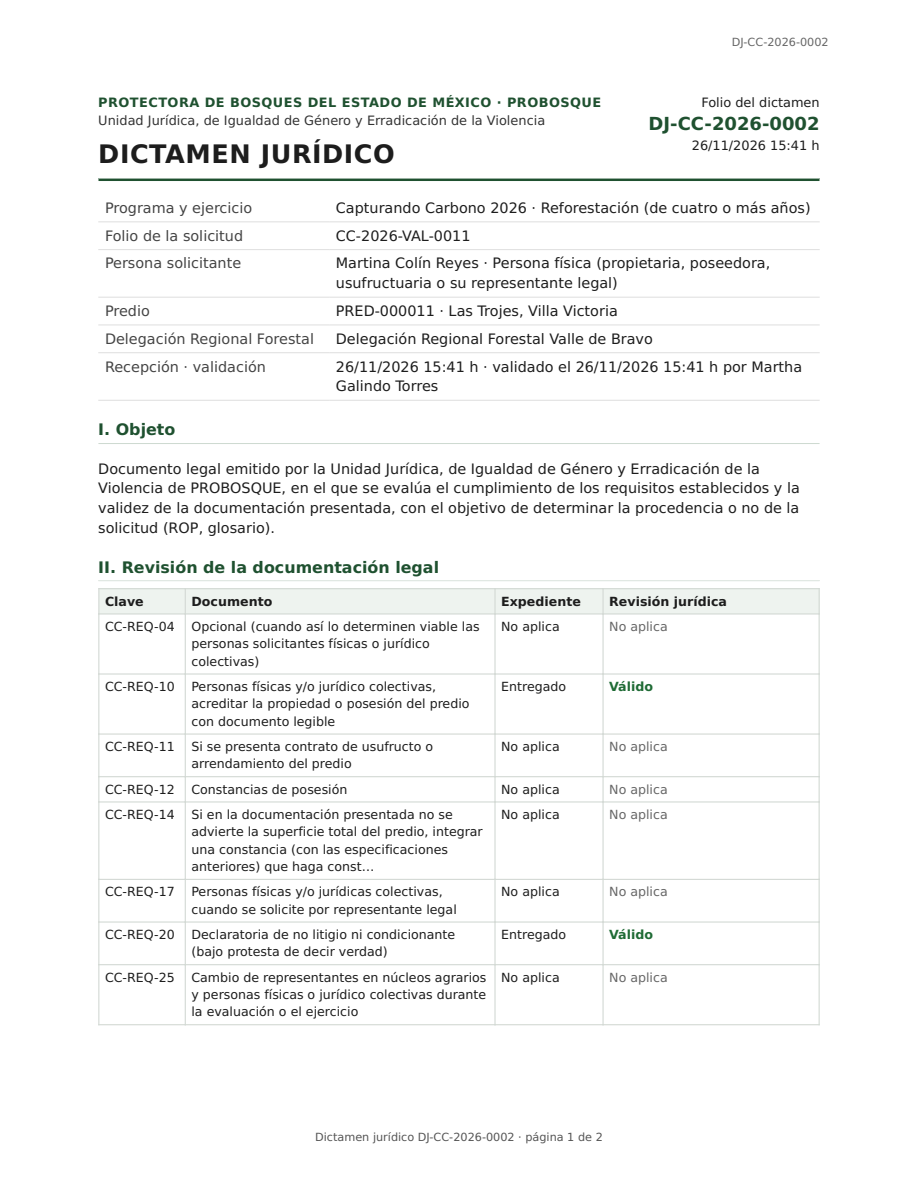 DJ-CC-2026-0002
PROTECTORA DE BOSQUES DEL ESTADO DE MÉXICO · PROBOSQUE
Unidad Jurídica, de Igualdad de Género y Erradicación de la Violencia
DICTAMEN JURÍDICO
Folio del dictamen
DJ-CC-2026-0002
26/11/2026 15:41 h
Programa y ejercicio Capturando Carbono 2026 · Reforestación (de cuatro o más años)
Folio de la solicitud CC-2026-VAL-0011
Persona solicitante Martina Colín Reyes · Persona física (propietaria, poseedora,
usufructuaria o su representante legal)
Predio PRED-000011 · Las Trojes, Villa Victoria
Delegación Regional Forestal Delegación Regional Forestal Valle de Bravo
Recepción · validación 26/11/2026 15:41 h · validado el 26/11/2026 15:41 h por Martha
Galindo Torres
I. Objeto
Documento legal emitido por la Unidad Jurídica, de Igualdad de Género y Erradicación de la
Violencia de PROBOSQUE, en el que se evalúa el cumplimiento de los requisitos establecidos y la
validez de la documentación presentada, con el objetivo de determinar la procedencia o no de la
solicitud (ROP, glosario).
II. Revisión de la documentación legal
Clave Documento Expediente Revisión jurídica
CC-REQ-04 Opcional (cuando así lo determinen viable las No aplica No aplica
personas solicitantes físicas o jurídico
colectivas)
CC-REQ-10 Personas físicas y/o jurídico colectivas, Entregado Válido
acreditar la propiedad o posesión del predio
con documento legible
CC-REQ-11 Si se presenta contrato de usufructo o No aplica No aplica
arrendamiento del predio
CC-REQ-12 Constancias de posesión No aplica No aplica
CC-REQ-14 Si en la documentación presentada no se No aplica No aplica
advierte la superficie total del predio, integrar
una constancia (con las especificaciones
anteriores) que haga const…
CC-REQ-17 Personas físicas y/o jurídicas colectivas, No aplica No aplica
cuando se solicite por representante legal
CC-REQ-20 Declaratoria de no litigio ni condicionante Entregado Válido
(bajo protesta de decir verdad)
CC-REQ-25 Cambio de representantes en núcleos agrarios No aplica No aplica
y personas físicas o jurídico colectivas durante
la evaluación o el ejercicio
Dictamen jurídico DJ-CC-2026-0002 · página 1 de 2